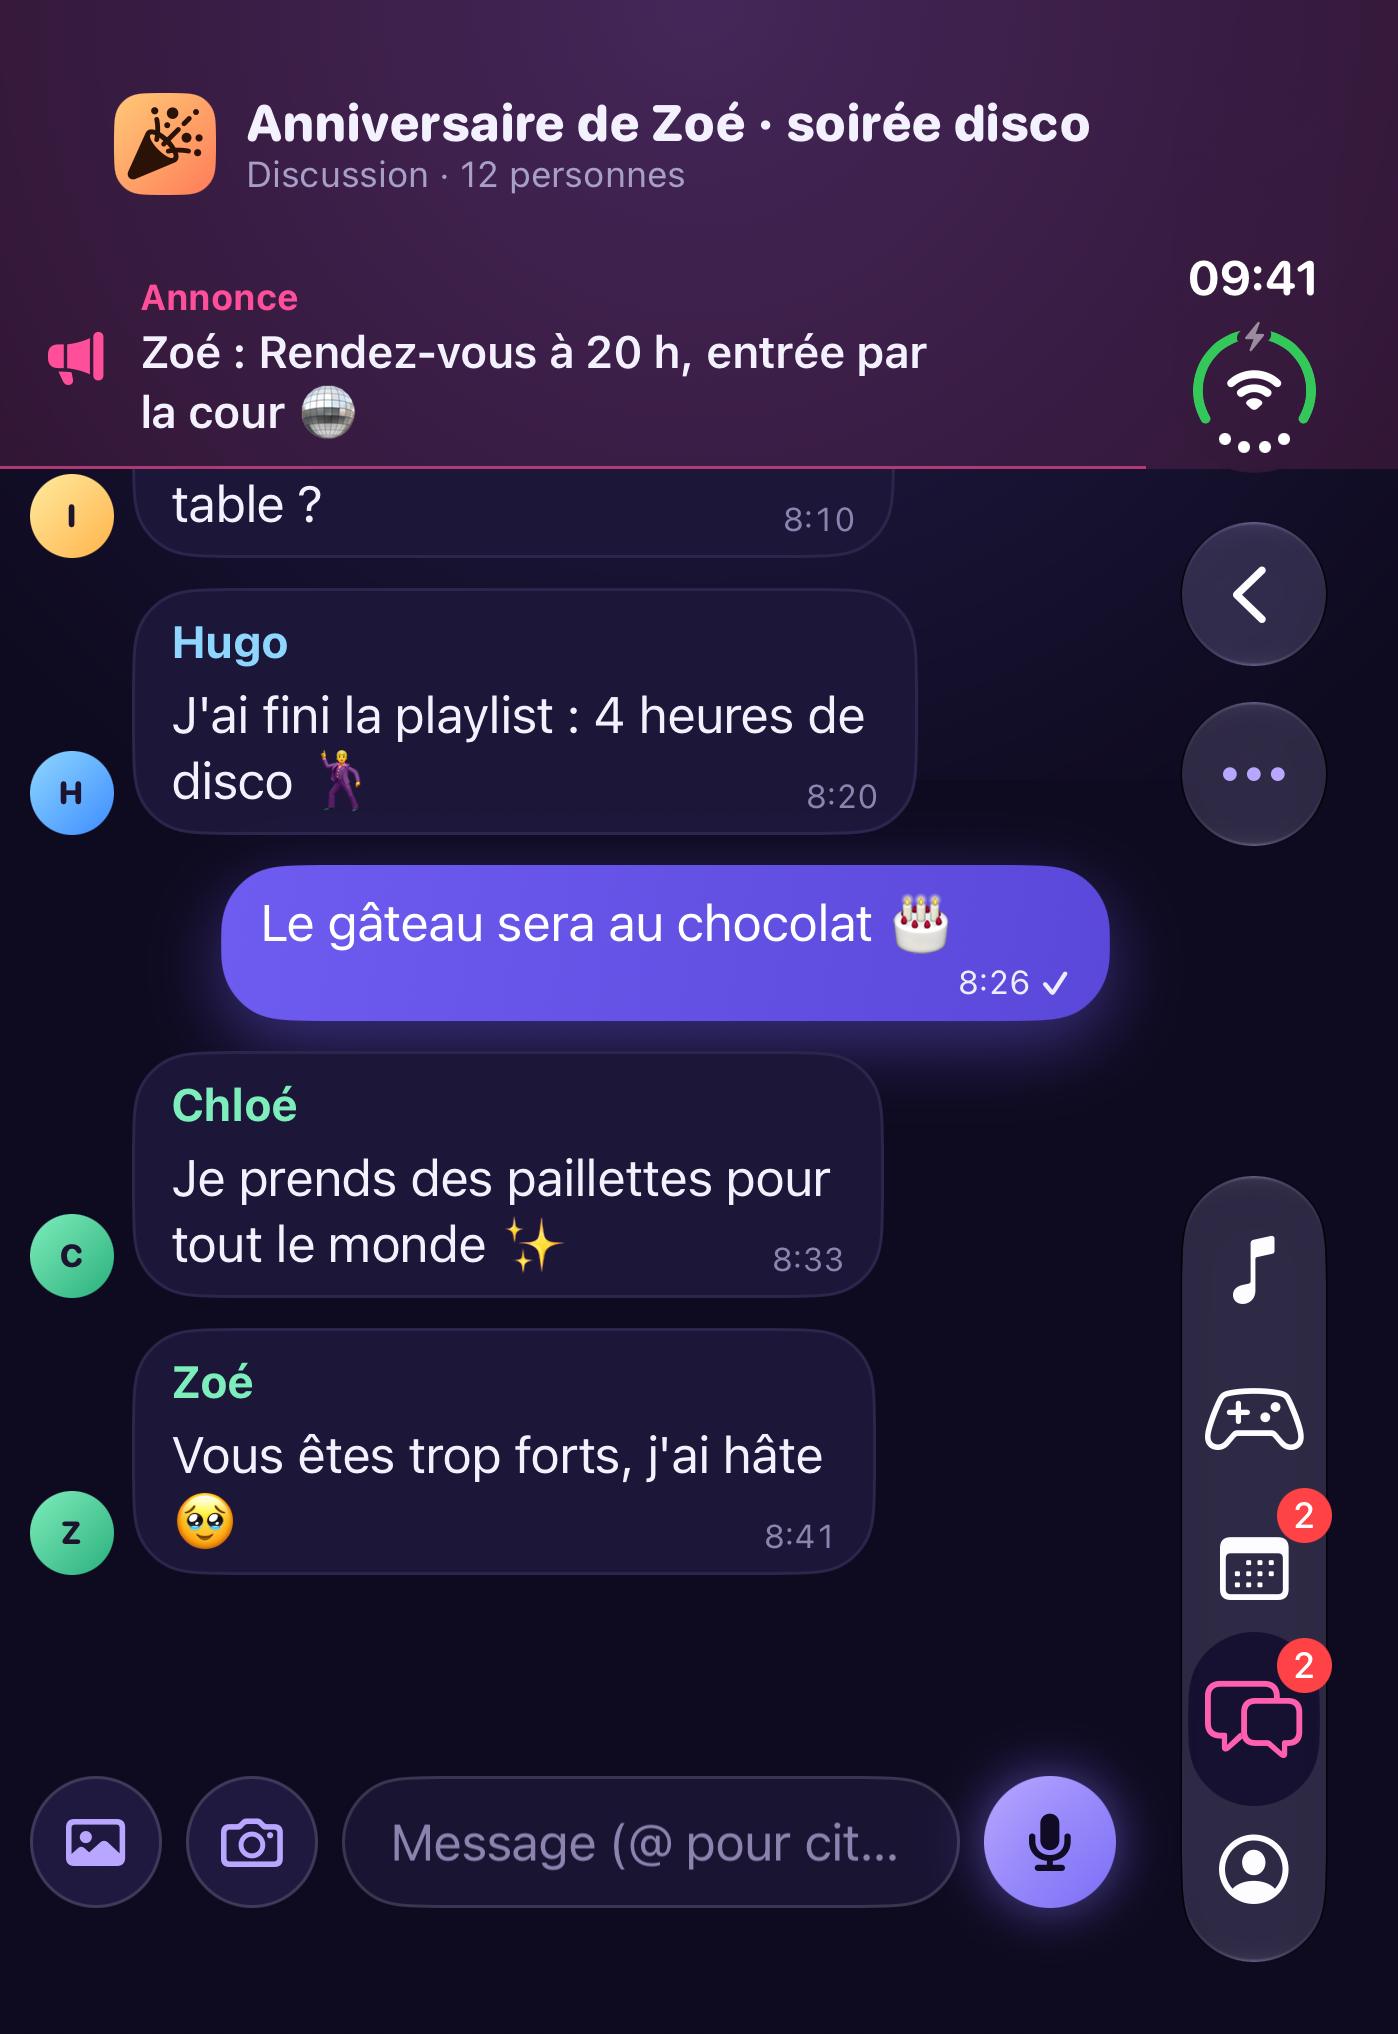 Anniversaire de Zoé · soirée disco
Discussion · 12 personnes
09:41
Annonce
Zoé : Rendez-vous à 20 h, entrée par
la cour 🪩
I
table ?
8:10
Hugo
J'ai fini la playlist : 4 heures de
disco 🕺
8:20
H
Le gâteau sera au chocolat 🎂
8:26 ✓
Chloé
Je prends des paillettes pour
tout le monde ✨
8:33
C
Zoé
Vous êtes trop forts, j'ai hâte
🥹
8:41
Z
2
2
Message (@ pour cit...